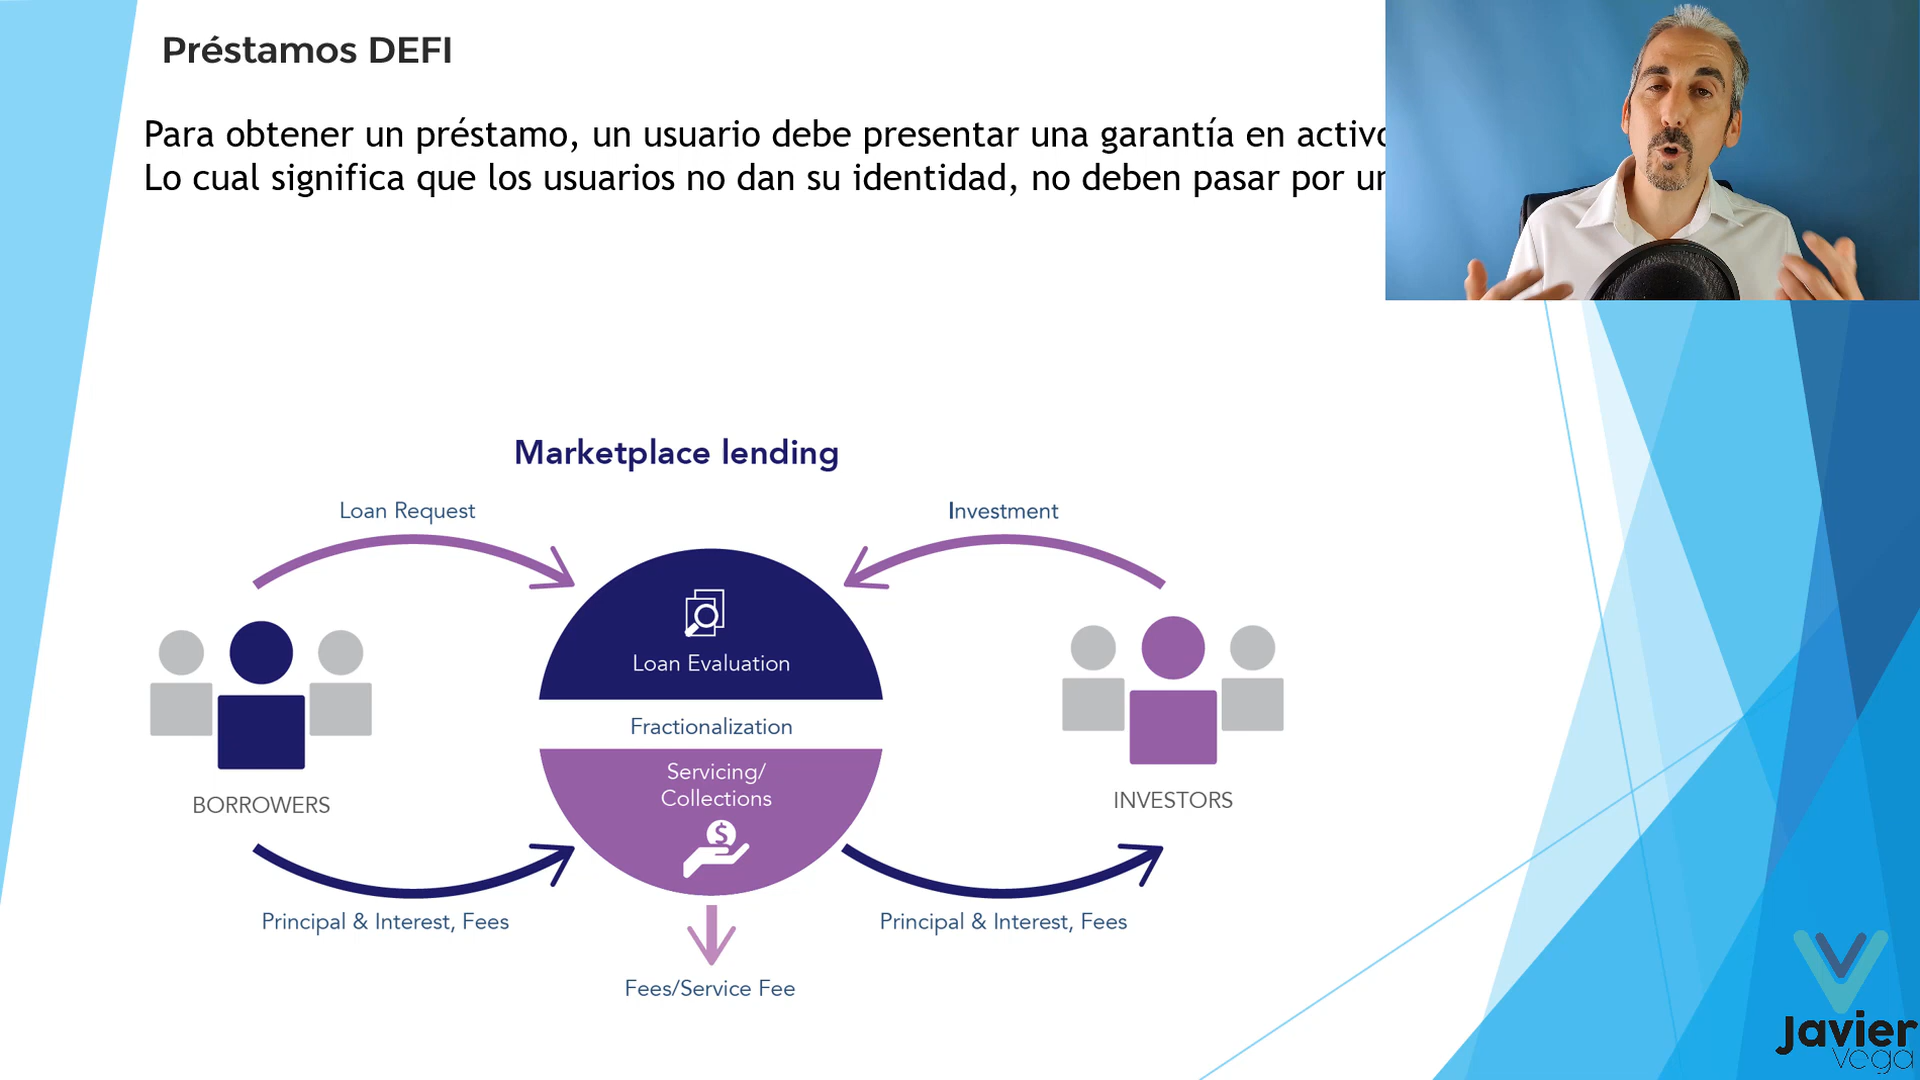 Préstamos DEFI
Para obtener un préstamo, un usuario debe presentar una garantía en
Lo cual significa que los usuarios no dan su identidad, no deben pasar por
Marketplace lending
Loan Request
Investment
Loan Evaluation
Fractionalization
Servicing/
Collections
BORROWERS
INVESTORS
Principal & Interest, Fees
Principal & Interest, Fees
Fees/Service Fee
Javier
Vega